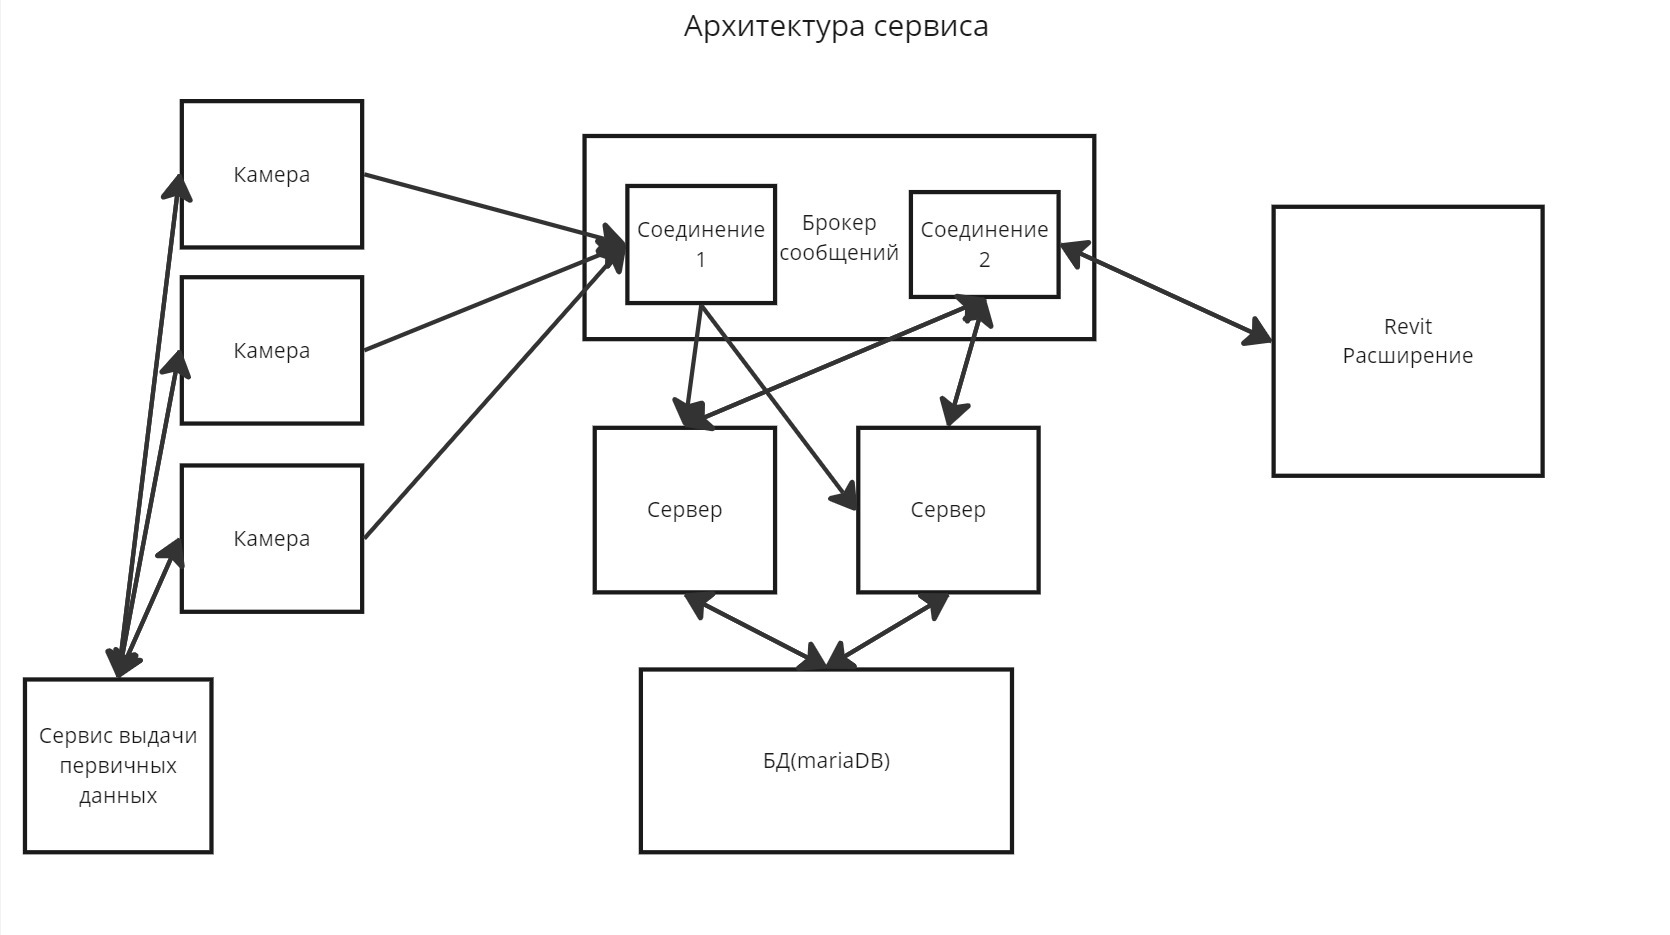 Архитектура сервиса
Камера
Камера
Камера
Сервис выдачи
первичных
данных
Соединение
1
Брокер
сообщений
Соединение
2
Сервер
Сервер
БД(mariaDB)
Revit
Расширение